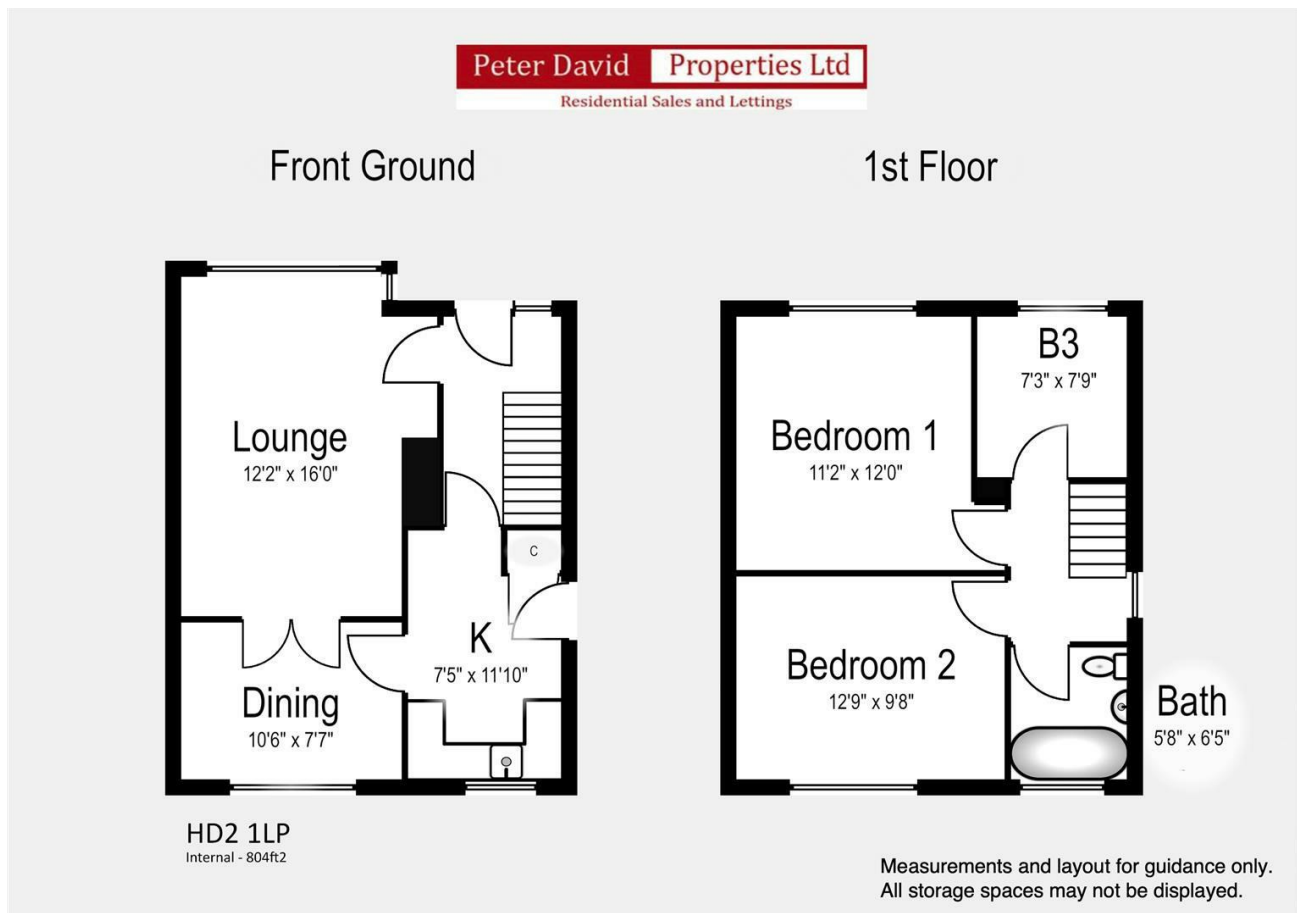 Peter David Properties Ltd
Residential Sales and Lettings
Front Ground
1st Floor
Lounge
12'2" x 16'0"
C
K
7'5" x 11'10"
Dining
10'6" x 7'7"
B3
7'3" x 7'9"
Bedroom 1
11'2" x 12'0"
Bedroom 2
12'9" x 9'8"
Bath
5'8" x 6'5"
HD2 1LP
Internal - 804ft2
Measurements and layout for guidance only.
All storage spaces may not be displayed.